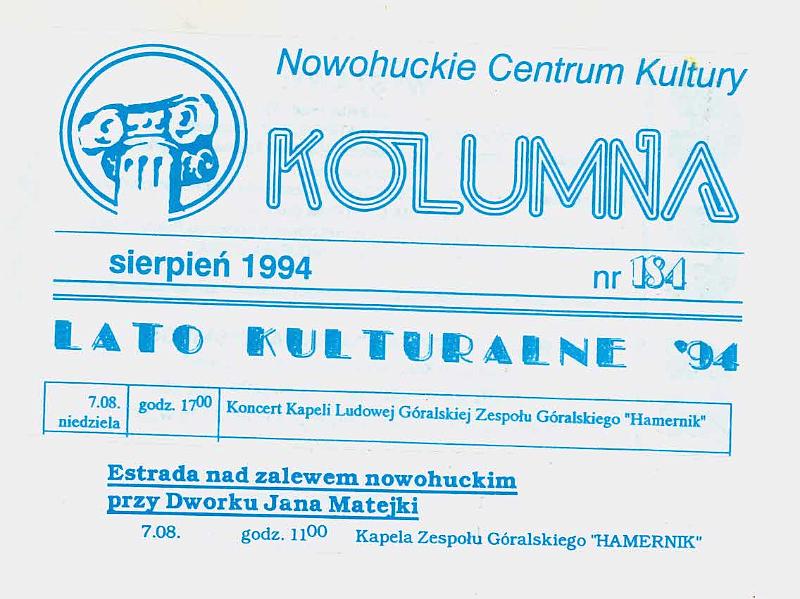 Nowohuckie Centrum Kultury
KOLUMNA
sierpień 1994
nr 184
LATO KULTURALNE '94
7.08. niedziela
godz. 17⁰⁰
Koncert Kapeli Ludowej Góralskiej Zespołu Góralskiego "Hamernik"
Estrada nad zalewem nowohuckim
przy Dworku Jana Matejki
7.08. godz. 11⁰⁰ Kapela Zespołu Góralskiego "HAMERNIK"